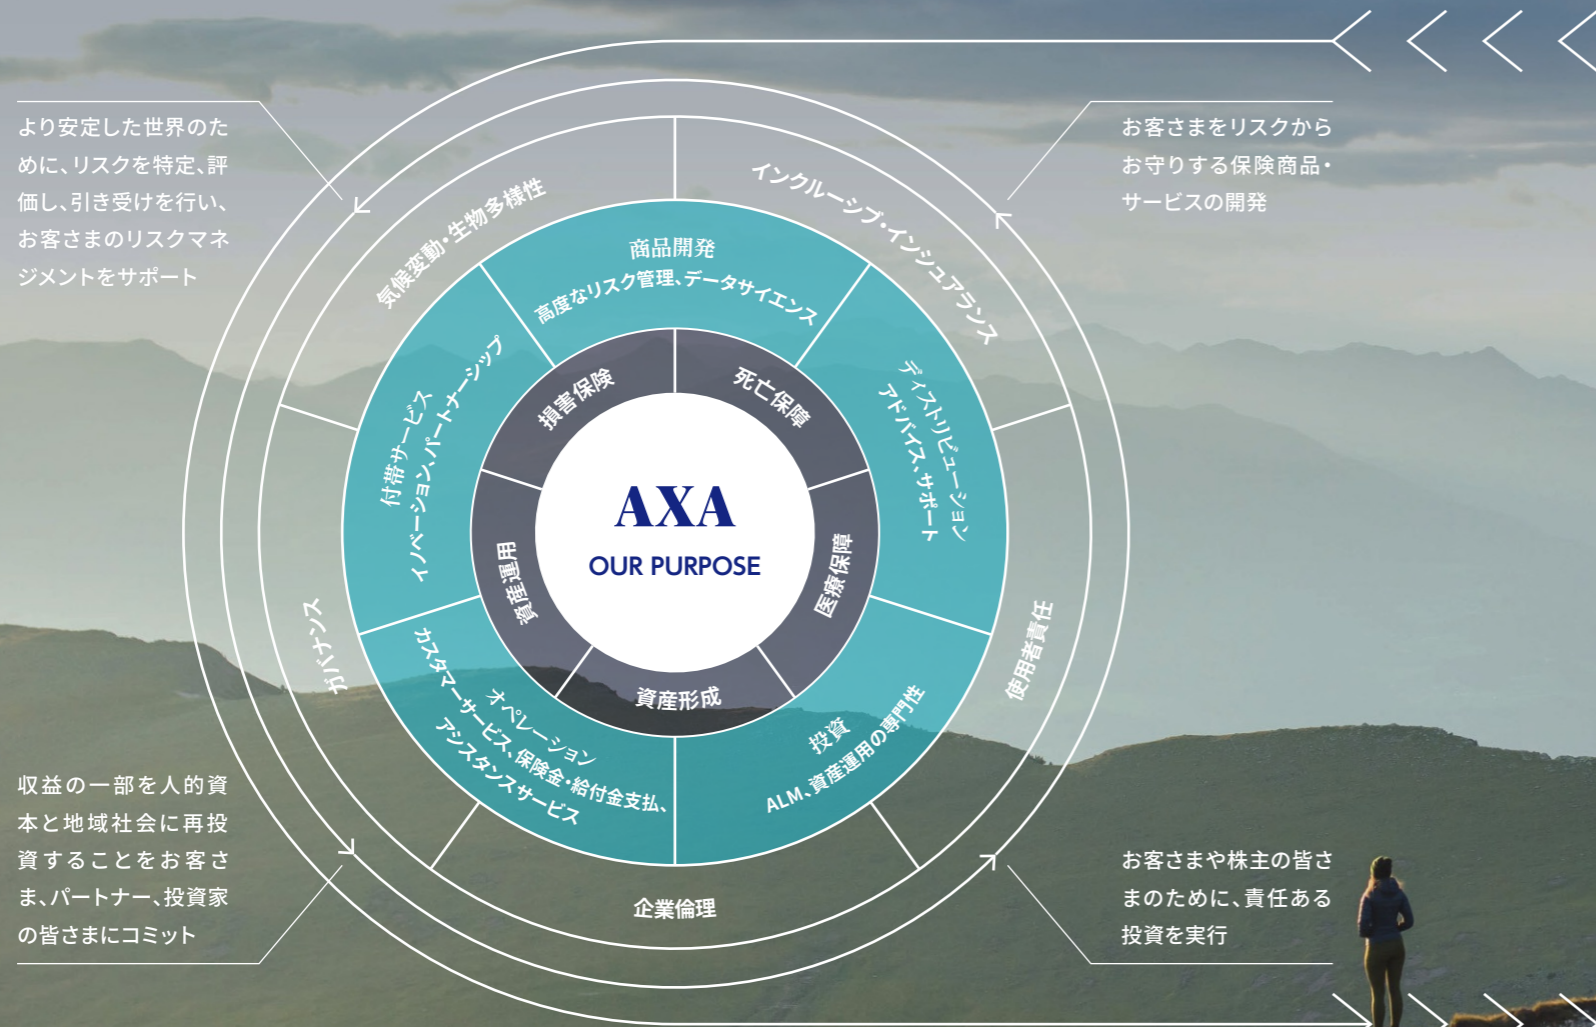 より安定した世界のた
めに、リスクを特定、評
価し、引き受けを行い、
お客さまのリスクマネ
ジメントをサポート
お客さまをリスクから
お守りする保険商品・
サービスの開発
気候変動・生物多様性
インクルーシブ・インシュアランス
商品開発
高度なリスク管理、データサイエンス
付帯サービス
イノベーション、パートナーシップ
ディストリビューション
アドバイス、サポート
損害保険
死亡保障
AXA
OUR PURPOSE
資産運用
医療保障
資産形成
ガバナンス
使用者責任
オペレーション
カスタマーサービス、保険金・給付金支払、
アシスタンスサービス
投資
ALM、資産運用の専門性
企業倫理
収益の一部を人的資
本と地域社会に再投
資することをお客さ
ま、パートナー、投資家
の皆さまにコミット
お客さまや株主の皆さ
まのために、責任ある
投資を実行